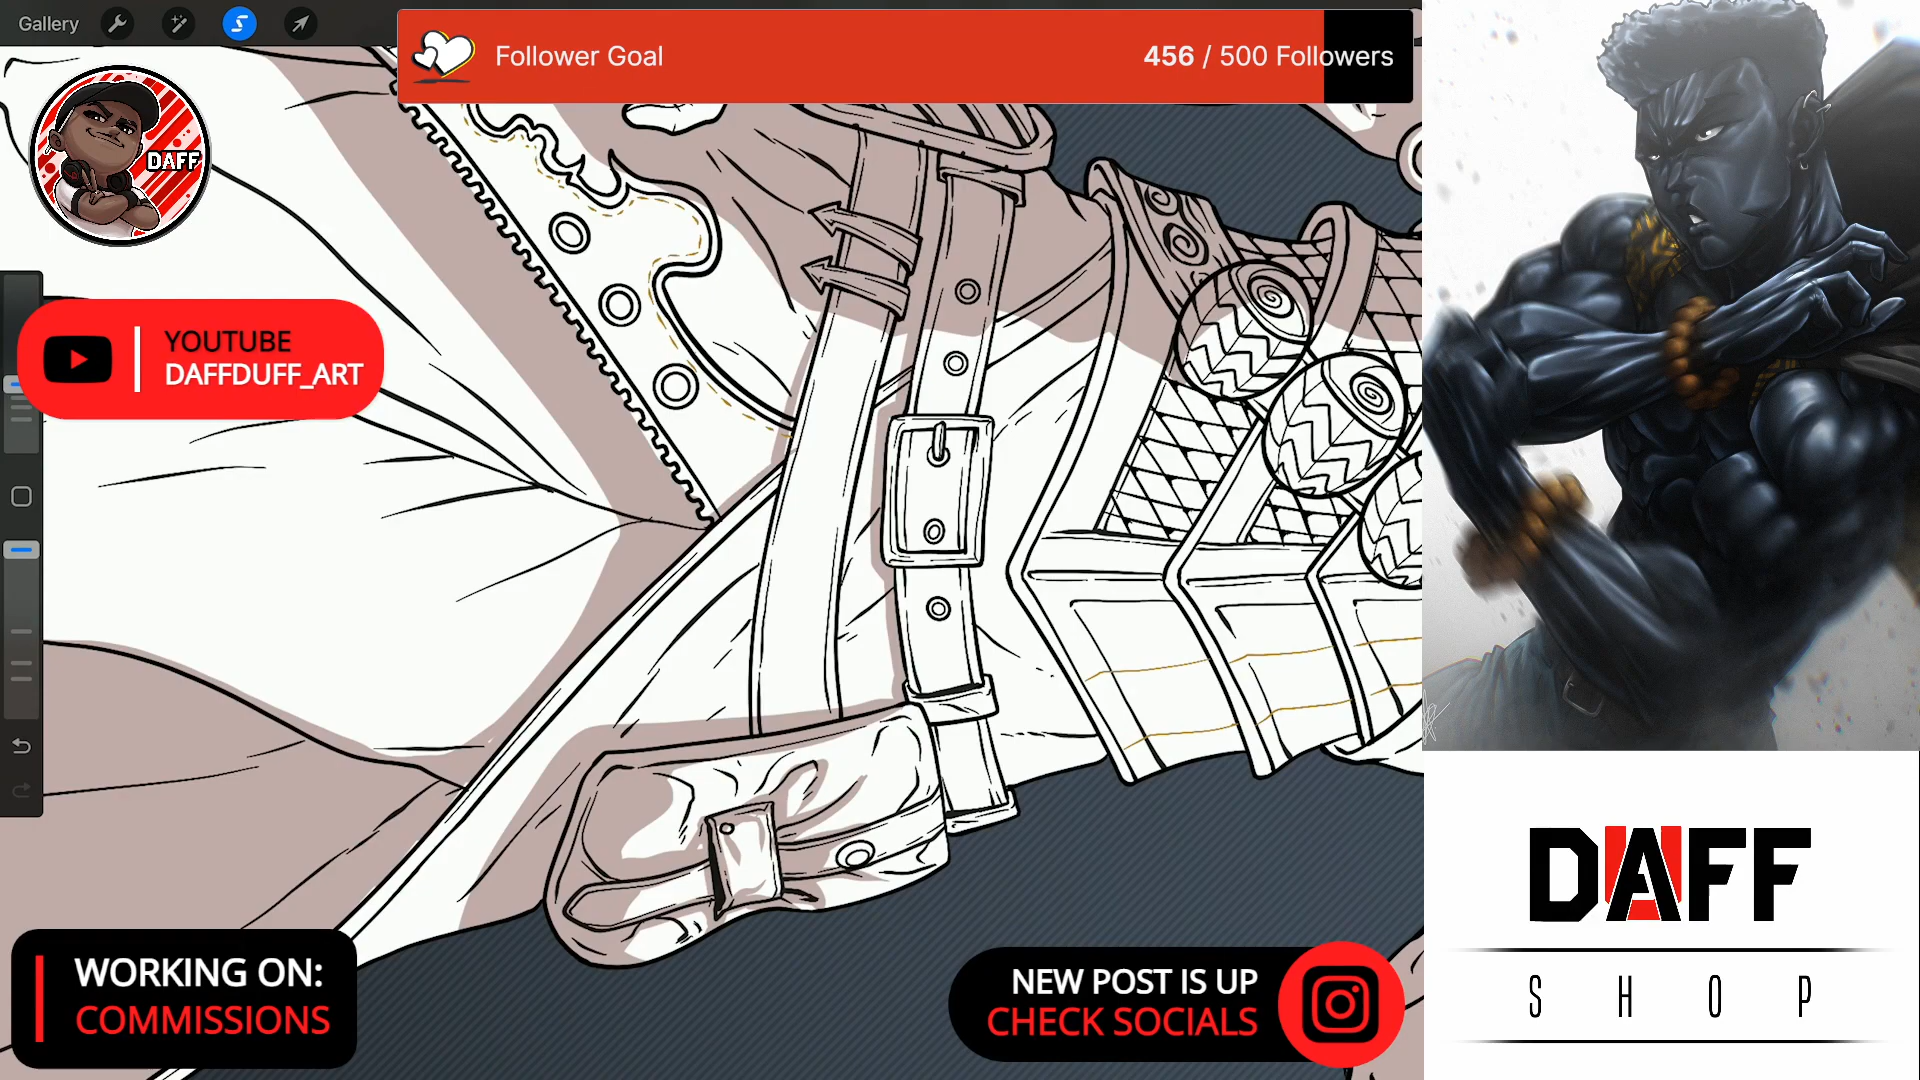 Gallery
Follower Goal
456 / 500 Followers
DAFF
YOUTUBE
DAFFDUFF_ART
WORKING ON:
COMMISSIONS
NEW POST IS UP
CHECK SOCIALS
DAFF
SHOP